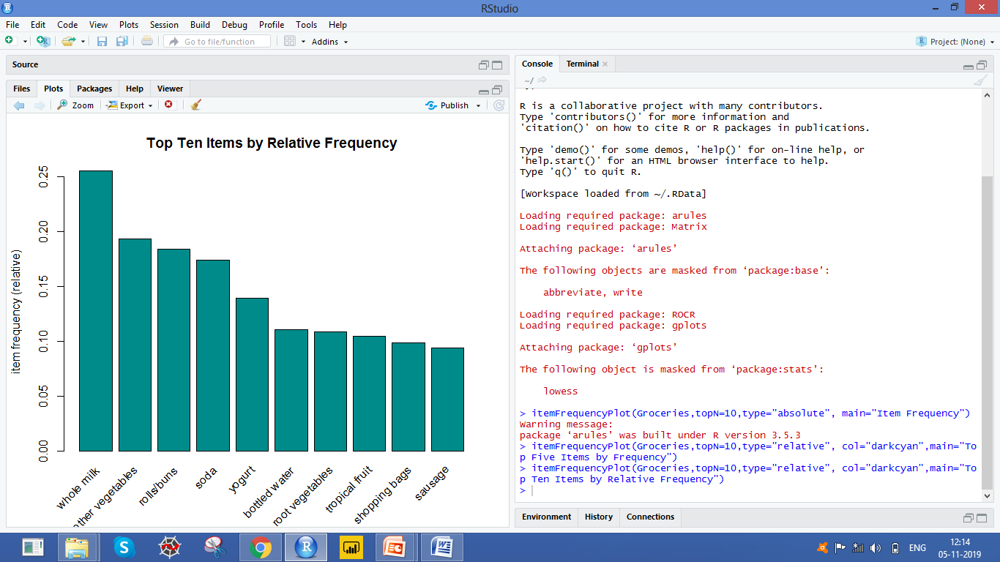 RStudio
File Edit Code View Plots Session Build Debug Profile Tools Help
Go to file/function Addins Project: (None)
Source
Files Plots Packages Help Viewer
Zoom Export Publish
Top Ten Items by Relative Frequency
item frequency (relative)
0.25
0.20
0.15
0.10
0.05
0.00
whole milk
other vegetables
rolls/buns
soda
yogurt
bottled water
root vegetables
tropical fruit
shopping bags
sausage
Console Terminal
~/
R is a collaborative project with many contributors.
Type 'contributors()' for more information and
'citation()' on how to cite R or R packages in publications.
Type 'demo()' for some demos, 'help()' for on-line help, or
'help.start()' for an HTML browser interface to help.
Type 'q()' to quit R.
[Workspace loaded from ~/.RData]
Loading required package: arules
Loading required package: Matrix
Attaching package: ‘arules’
The following objects are masked from ‘package:base’:
abbreviate, write
Loading required package: ROCR
Loading required package: gplots
Attaching package: ‘gplots’
The following object is masked from ‘package:stats’:
lowess
> itemFrequencyPlot(Groceries,topN=10,type="absolute", main="Item Frequency")
Warning message:
package ‘arules’ was built under R version 3.5.3
> itemFrequencyPlot(Groceries,topN=10,type="relative", col="darkcyan",main="To
p Five Items by Frequency")
> itemFrequencyPlot(Groceries,topN=10,type="relative", col="darkcyan",main="To
p Ten Items by Relative Frequency")
>
Environment History Connections
ENG
12:14
05-11-2019